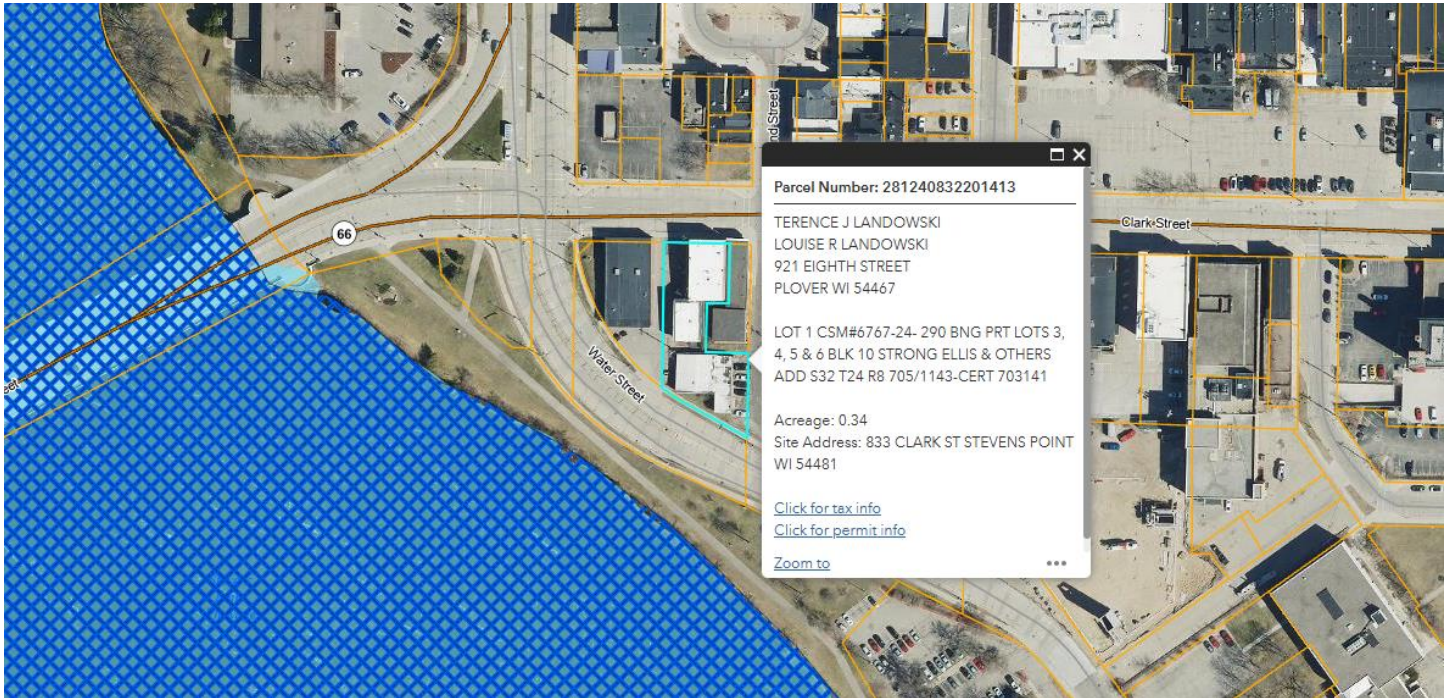 66
Clark Street
Water Street
Parcel Number: 281240832201413
TERENCE J LANDOWSKI
LOUISE R LANDOWSKI
921 EIGHTH STREET
PLOVER WI 54467
LOT 1 CSM#6767-24- 290 BNG PRT LOTS 3,
4, 5 & 6 BLK 10 STRONG ELLIS & OTHERS
ADD S32 T24 R8 705/1143-CERT 703141
Acreage: 0.34
Site Address: 833 CLARK ST STEVENS POINT
WI 54481
Click for tax info
Click for permit info
Zoom to